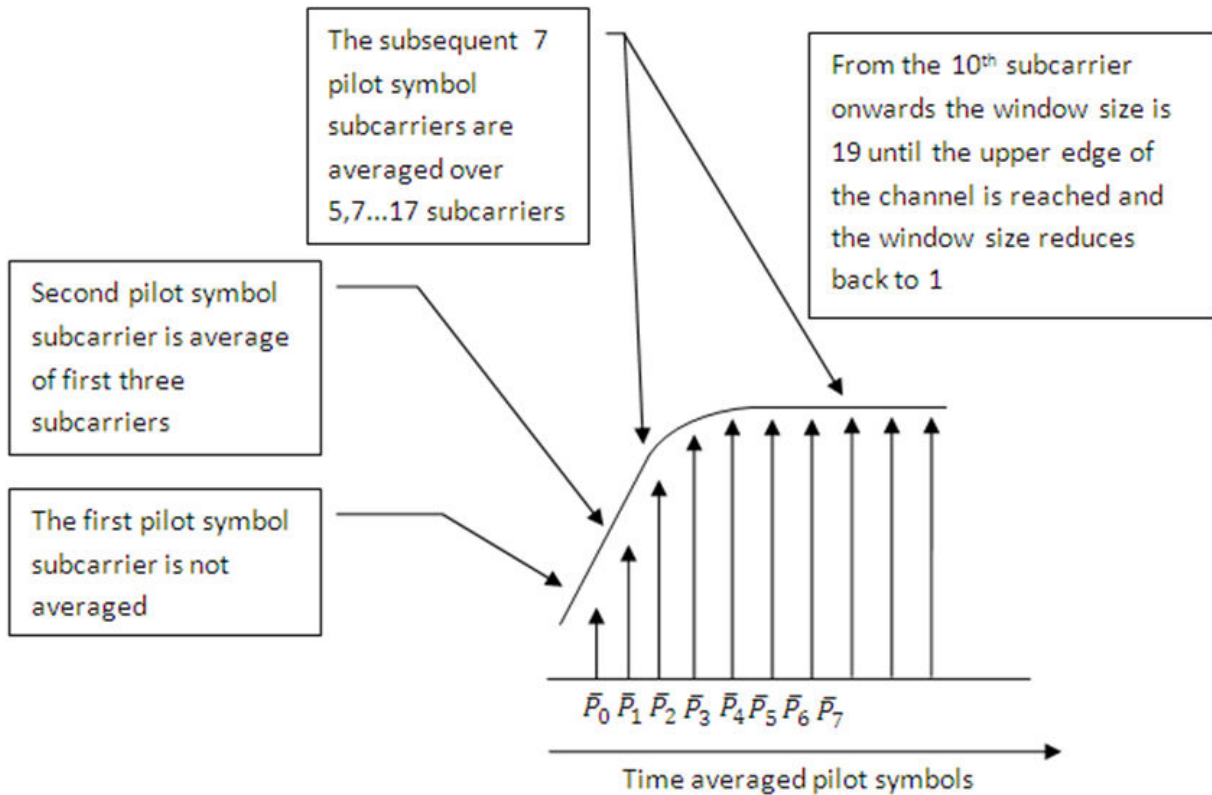 The subsequent 7
pilot symbol
subcarriers are
averaged over
5,7...17 subcarriers
From the 10th subcarrier
onwards the window size is
19 until the upper edge of
the channel is reached and
the window size reduces
back to 1
Second pilot symbol
subcarrier is average
of first three
subcarriers
The first pilot symbol
subcarrier is not
averaged
P̄₀ P̄₁ P̄₂ P̄₃ P̄₄ P̄₅ P̄₆ P̄₇
Time averaged pilot symbols